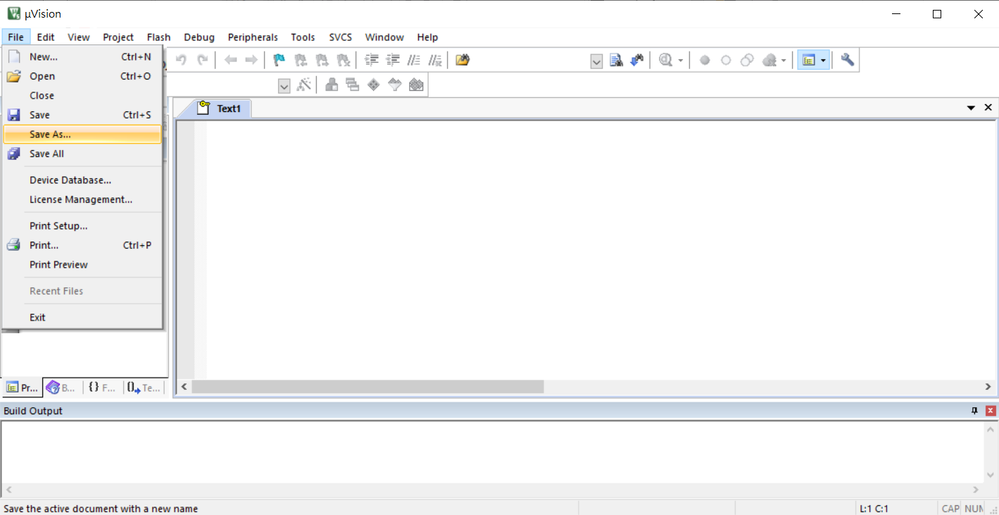 µVision
File Edit View Project Flash Debug Peripherals Tools SVCS Window Help
New... Ctrl+N
Open Ctrl+O
Close
Save Ctrl+S
Save As...
Save All
Device Database...
License Management...
Print Setup...
Print... Ctrl+P
Print Preview
Recent Files
Exit
Text1
Pr... B... {} F... Te...
Build Output
Save the active document with a new name
L:1 C:1
CAP NUM